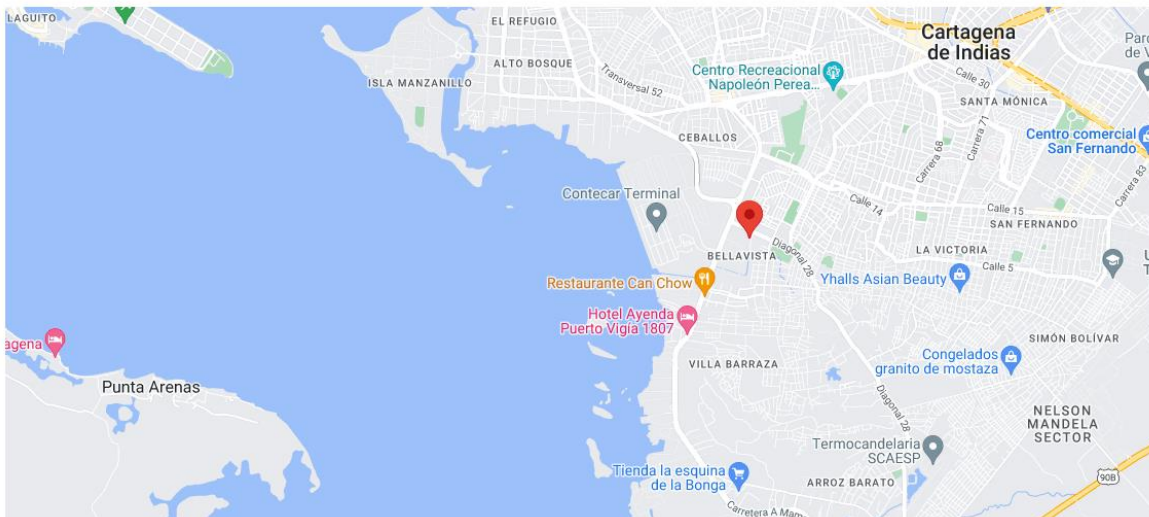 LAGUITO
EL REFUGIO
ALTO BOSQUE
ISLA MANZANILLO
Transversal 52
Cartagena
de Indias
Calle 30
Centro Recreacional
Napoleón Perea...
SANTA MÓNICA
Parc
de V
CEBALLOS
Carrera 68
Carrera 71
Centro comercial
San Fernando
Carrera 83
Contecar Terminal
Calle 14
Calle 15
SAN FERNANDO
BELLAVISTA
Diagonal 28
LA VICTORIA
Calle 5
U
T
Restaurante Can Chow
Yhalls Asian Beauty
Hotel Ayenda
Puerto Vigía 1807
SIMÓN BOLÍVAR
agena
Punta Arenas
VILLA BARRAZA
Congelados
granito de mostaza
Diagonal 28
NELSON
MANDELA
SECTOR
Termocandelaria
SCAESP
Tienda la esquina
de la Bonga
ARROZ BARATO
90B
Carretera A Mam